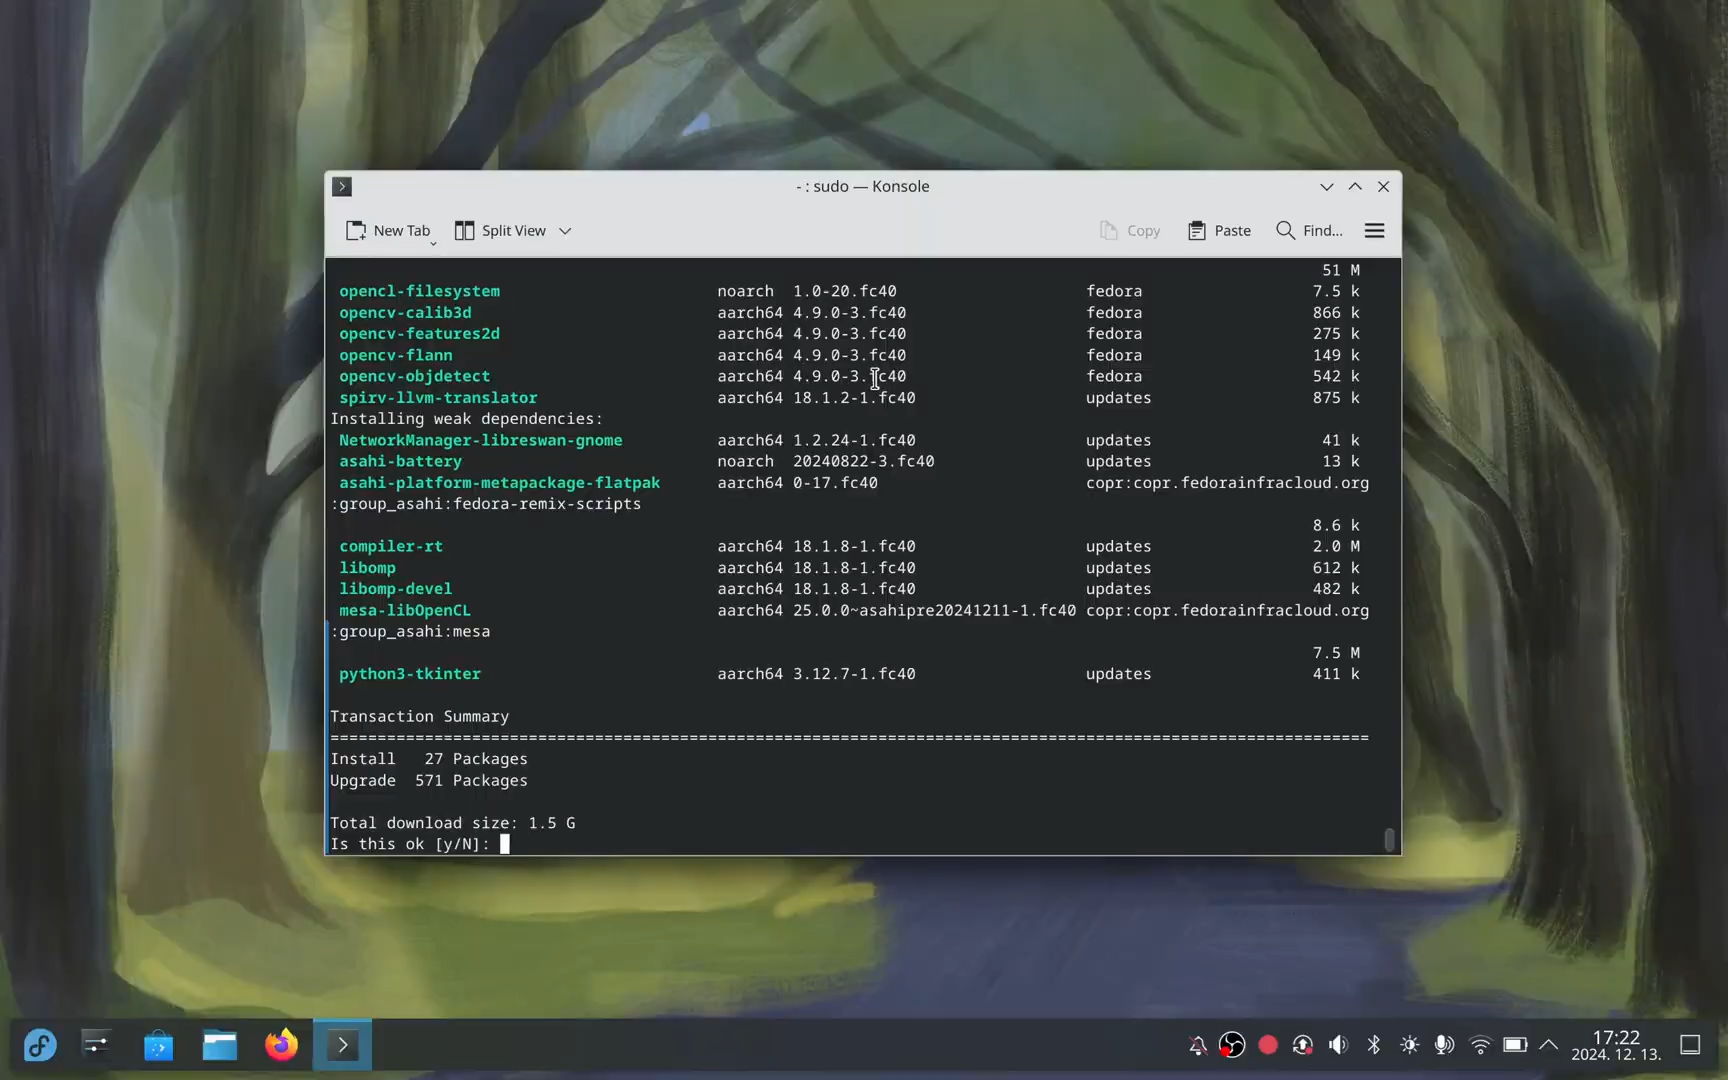 - : sudo — Konsole
New Tab Split View Copy Paste Find...
51 M
opencl-filesystem noarch 1.0-20.fc40 fedora 7.5 k
opencv-calib3d aarch64 4.9.0-3.fc40 fedora 866 k
opencv-features2d aarch64 4.9.0-3.fc40 fedora 275 k
opencv-flann aarch64 4.9.0-3.fc40 fedora 149 k
opencv-objdetect aarch64 4.9.0-3.fc40 fedora 542 k
spirv-llvm-translator aarch64 18.1.2-1.fc40 updates 875 k
Installing weak dependencies:
NetworkManager-libreswan-gnome aarch64 1.2.24-1.fc40 updates 41 k
asahi-battery noarch 20240822-3.fc40 updates 13 k
asahi-platform-metapackage-flatpak aarch64 0-17.fc40 copr:copr.fedorainfracloud.org
:group_asahi:fedora-remix-scripts
8.6 k
compiler-rt aarch64 18.1.8-1.fc40 updates 2.0 M
libomp aarch64 18.1.8-1.fc40 updates 612 k
libomp-devel aarch64 18.1.8-1.fc40 updates 482 k
mesa-libOpenCL aarch64 25.0.0~asahipre20241211-1.fc40 copr:copr.fedorainfracloud.org
:group_asahi:mesa
7.5 M
python3-tkinter aarch64 3.12.7-1.fc40 updates 411 k
Transaction Summary
================================================================================================================
Install 27 Packages
Upgrade 571 Packages
Total download size: 1.5 G
Is this ok [y/N]:
17:22
2024. 12. 13.